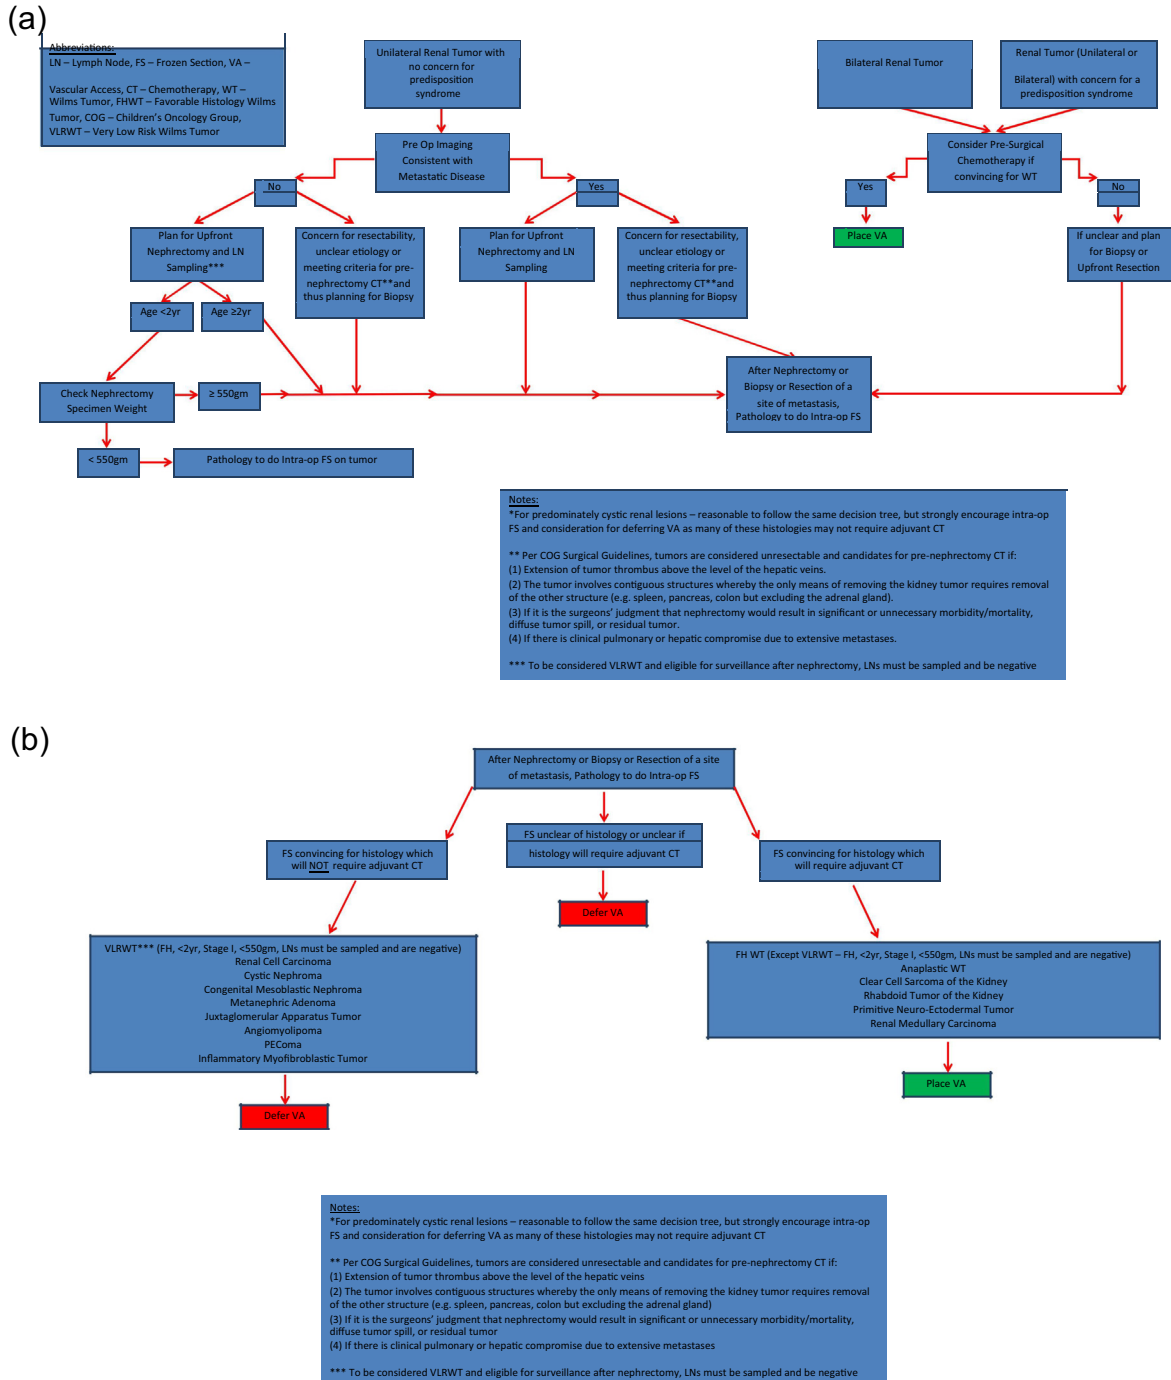 (a)
Abbreviations:
LN – Lymph Node, FS – Frozen Section, VA –
Vascular Access, CT – Chemotherapy, WT –
Wilms Tumor, FHWT – Favorable Histology Wilms
Tumor, COG – Children's Oncology Group,
VLRWT – Very Low Risk Wilms Tumor
Unilateral Renal Tumor with
no concern for
predisposition
syndrome
Bilateral Renal Tumor
Renal Tumor (Unilateral or
Bilateral) with concern for a
predisposition syndrome
Pre Op Imaging
Consistent with
Metastatic Disease
Consider Pre-Surgical
Chemotherapy if
convincing for WT
No
Yes
Yes
No
Plan for Upfront
Nephrectomy and LN
Sampling***
Concern for resectability,
unclear etiology or
meeting criteria for pre-
nephrectomy CT**and
thus planning for Biopsy
Plan for Upfront
Nephrectomy and LN
Sampling
Concern for resectability,
unclear etiology or
meeting criteria for pre-
nephrectomy CT**and
thus planning for Biopsy
Place VA
If unclear and plan
for Biopsy or
Upfront Resection
Age <2yr
Age ≥2yr
Check Nephrectomy
Specimen Weight
≥ 550gm
After Nephrectomy or
Biopsy or Resection of a
site of metastasis,
Pathology to do Intra-op FS
< 550gm
Pathology to do Intra-op FS on tumor
Notes:
*For predominately cystic renal lesions – reasonable to follow the same decision tree, but strongly encourage intra-op
FS and consideration for deferring VA as many of these histologies may not require adjuvant CT
** Per COG Surgical Guidelines, tumors are considered unresectable and candidates for pre-nephrectomy CT if:
(1) Extension of tumor thrombus above the level of the hepatic veins.
(2) The tumor involves contiguous structures whereby the only means of removing the kidney tumor requires removal
of the other structure (e.g. spleen, pancreas, colon but excluding the adrenal gland).
(3) If it is the surgeons' judgment that nephrectomy would result in significant or unnecessary morbidity/mortality,
diffuse tumor spill, or residual tumor.
(4) If there is clinical pulmonary or hepatic compromise due to extensive metastases.
*** To be considered VLRWT and eligible for surveillance after nephrectomy, LNs must be sampled and be negative
(b)
After Nephrectomy or Biopsy or Resection of a site
of metastasis, Pathology to do Intra-op FS
FS convincing for histology which
will NOT require adjuvant CT
FS unclear of histology or unclear if
histology will require adjuvant CT
FS convincing for histology which
will require adjuvant CT
Defer VA
VLRWT*** (FH, <2yr, Stage I, <550gm, LNs must be sampled and are negative)
Renal Cell Carcinoma
Cystic Nephroma
Congenital Mesoblastic Nephroma
Metanephric Adenoma
Juxtaglomerular Apparatus Tumor
Angiomyolipoma
PEComa
Inflammatory Myofibroblastic Tumor
FH WT (Except VLRWT – FH, <2yr, Stage I, <550gm, LNs must be sampled and are negative)
Anaplastic WT
Clear Cell Sarcoma of the Kidney
Rhabdoid Tumor of the Kidney
Primitive Neuro-Ectodermal Tumor
Renal Medullary Carcinoma
Defer VA
Place VA
Notes:
*For predominately cystic renal lesions – reasonable to follow the same decision tree, but strongly encourage intra-op
FS and consideration for deferring VA as many of these histologies may not require adjuvant CT
** Per COG Surgical Guidelines, tumors are considered unresectable and candidates for pre-nephrectomy CT if:
(1) Extension of tumor thrombus above the level of the hepatic veins
(2) The tumor involves contiguous structures whereby the only means of removing the kidney tumor requires removal
of the other structure (e.g. spleen, pancreas, colon but excluding the adrenal gland)
(3) If it is the surgeons' judgment that nephrectomy would result in significant or unnecessary morbidity/mortality,
diffuse tumor spill, or residual tumor
(4) If there is clinical pulmonary or hepatic compromise due to extensive metastases
*** To be considered VLRWT and eligible for surveillance after nephrectomy, LNs must be sampled and be negative